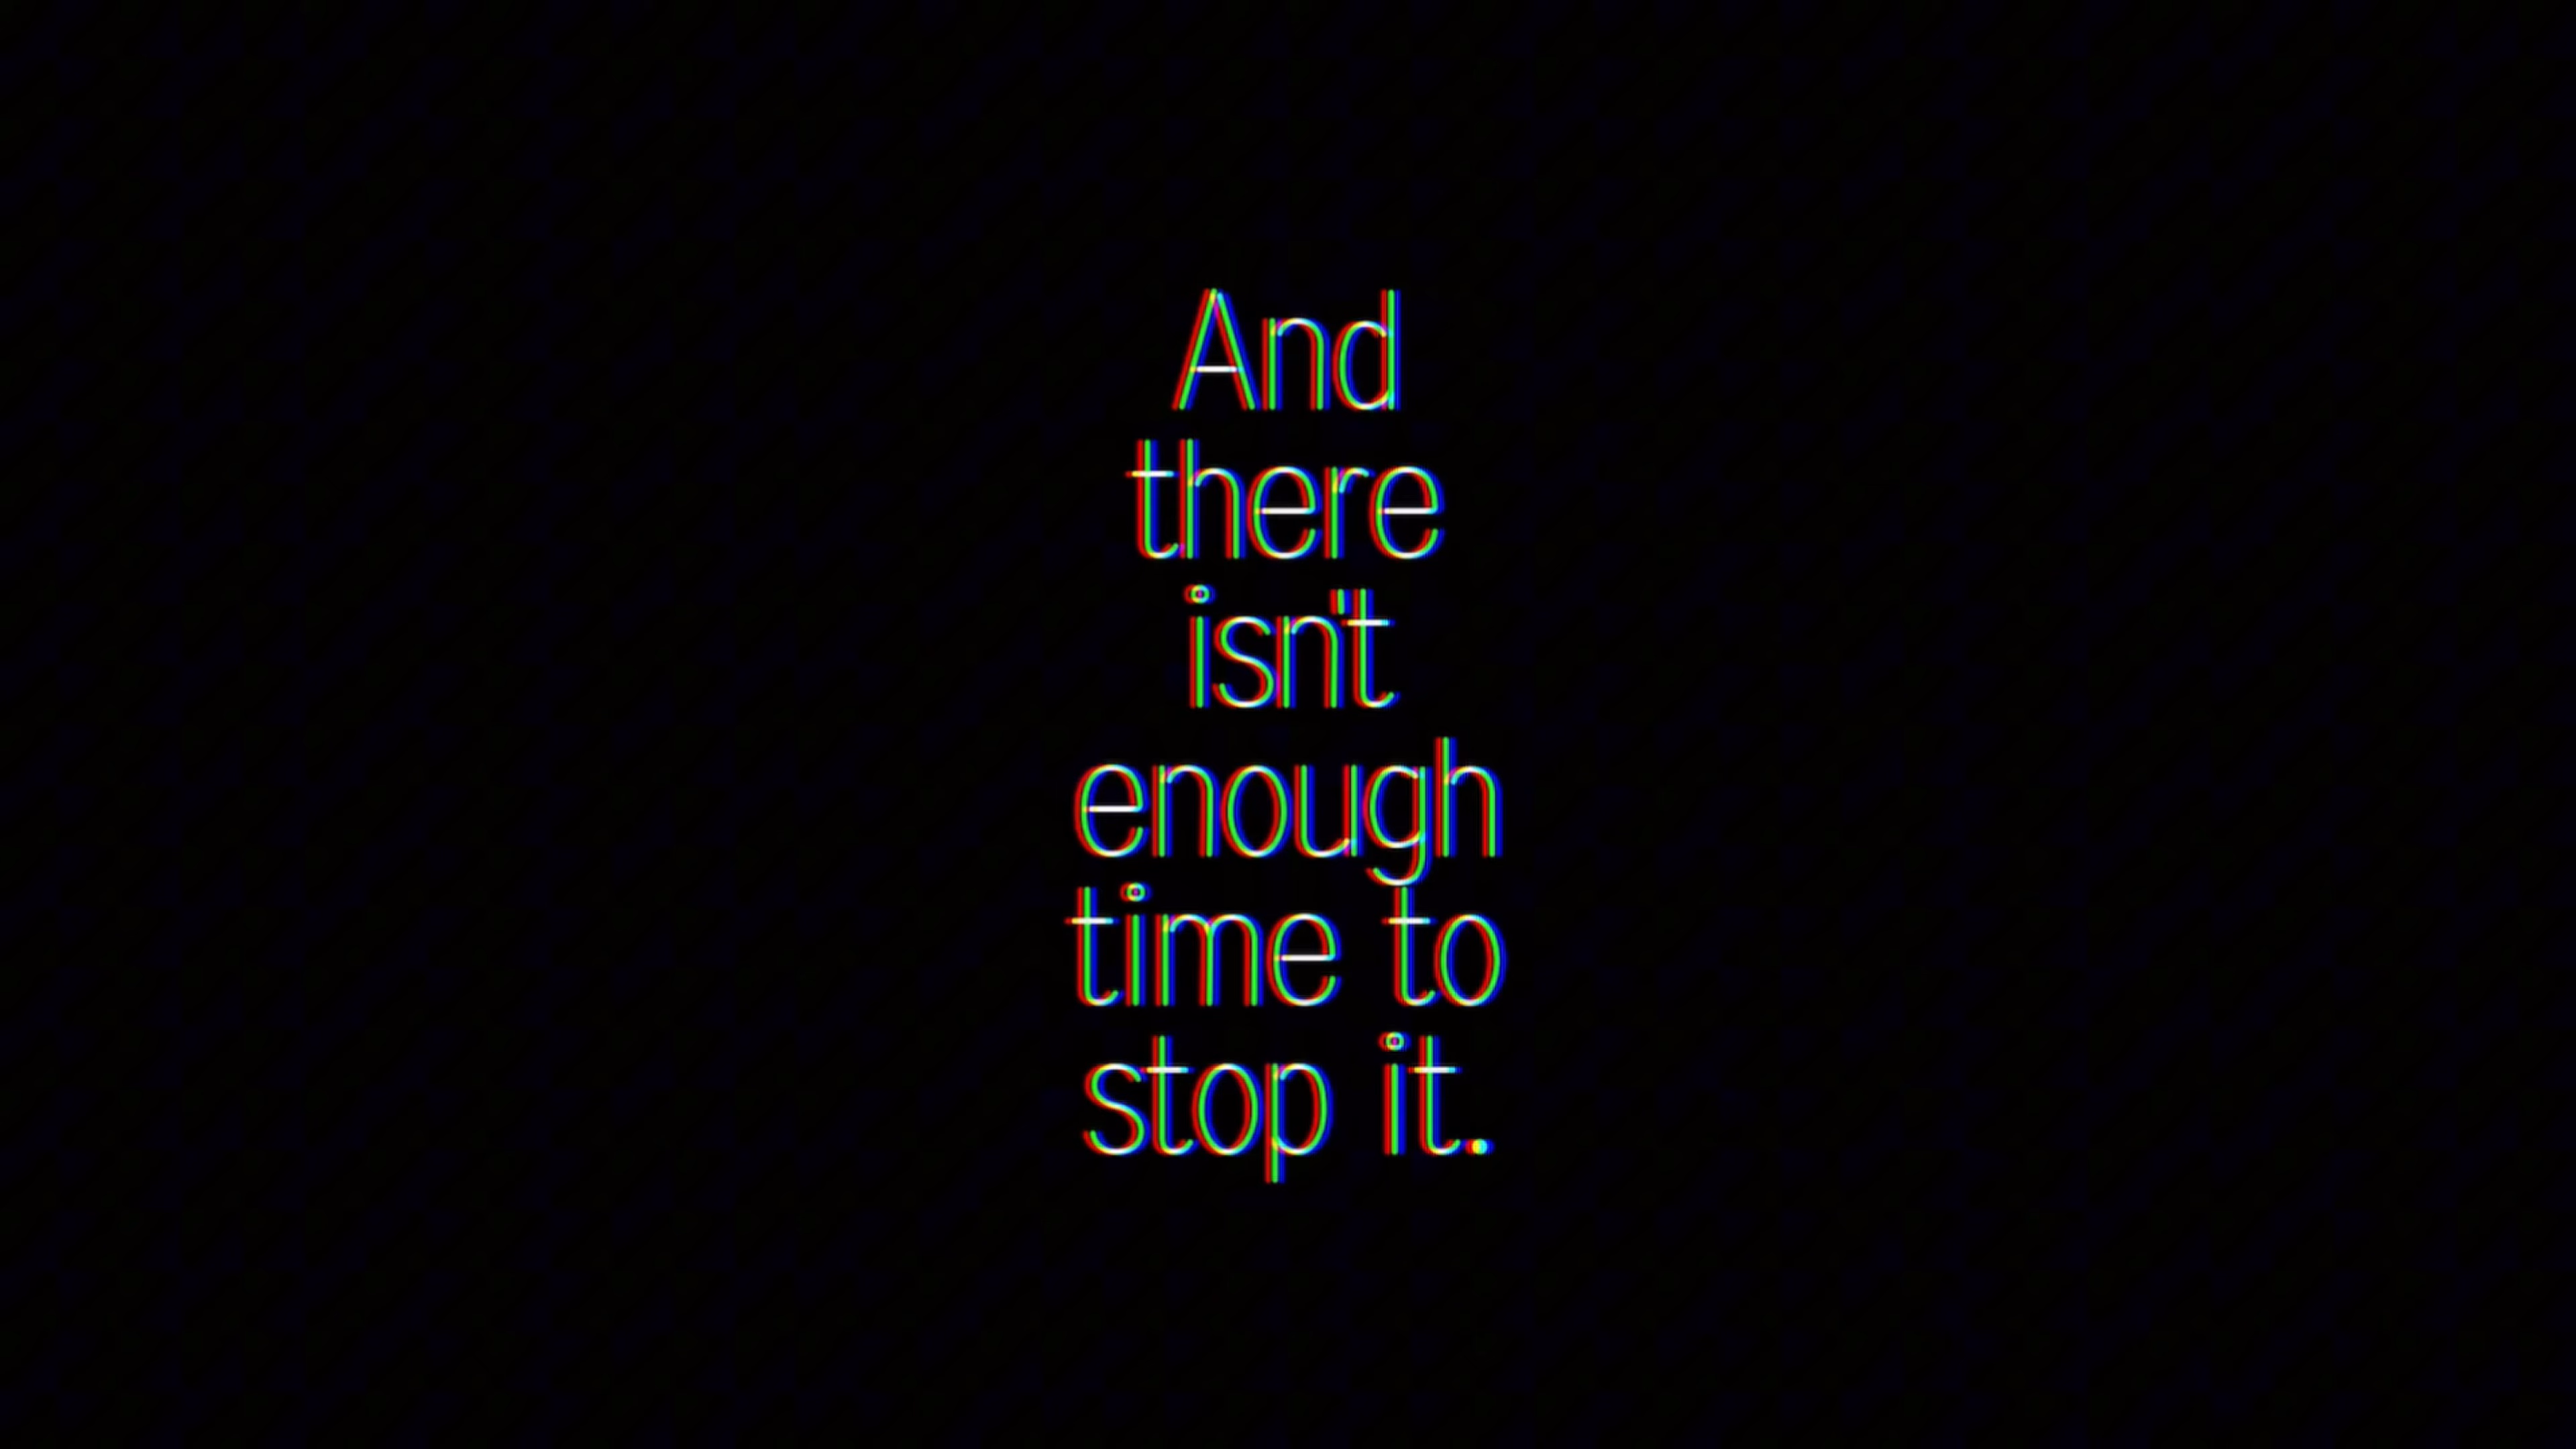 And
there
isn't
enough
time to
stop it.